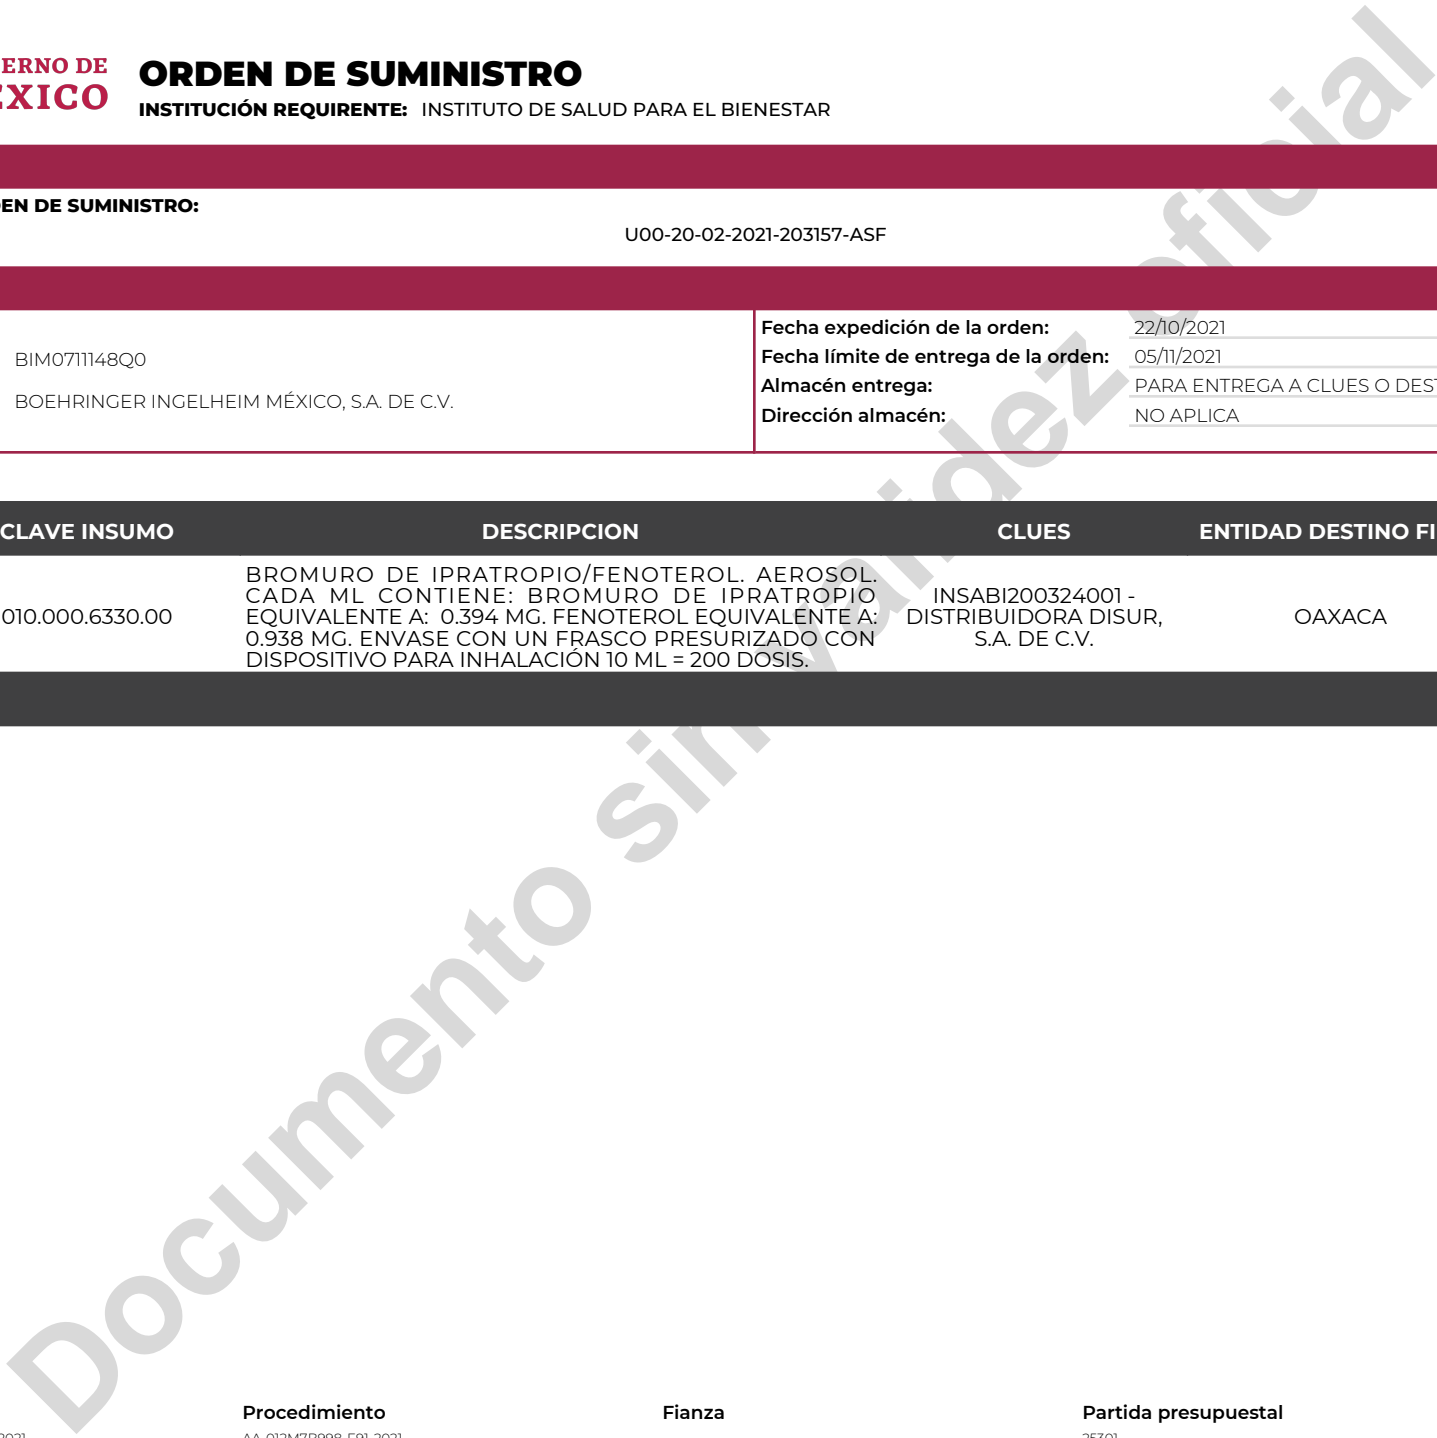 ERNO DE
ÉXICO
ORDEN DE SUMINISTRO
INSTITUCIÓN REQUIRENTE: INSTITUTO DE SALUD PARA EL BIENESTAR
EN DE SUMINISTRO:
U00-20-02-2021-203157-ASF
BIM0711148Q0
BOEHRINGER INGELHEIM MÉXICO, S.A. DE C.V.
Fecha expedición de la orden: 22/10/2021
Fecha límite de entrega de la orden: 05/11/2021
Almacén entrega: PARA ENTREGA A CLUES O DEST
Dirección almacén: NO APLICA
CLAVE INSUMO DESCRIPCION CLUES ENTIDAD DESTINO FI
010.000.6330.00
BROMURO DE IPRATROPIO/FENOTEROL. AEROSOL.
CADA ML CONTIENE: BROMURO DE IPRATROPIO
EQUIVALENTE A: 0.394 MG. FENOTEROL EQUIVALENTE A:
0.938 MG. ENVASE CON UN FRASCO PRESURIZADO CON
DISPOSITIVO PARA INHALACIÓN 10 ML = 200 DOSIS.
INSABI200324001 -
DISTRIBUIDORA DISUR,
S.A. DE C.V.
OAXACA
Documento sin validez oficial
Procedimiento Fianza Partida presupuestal